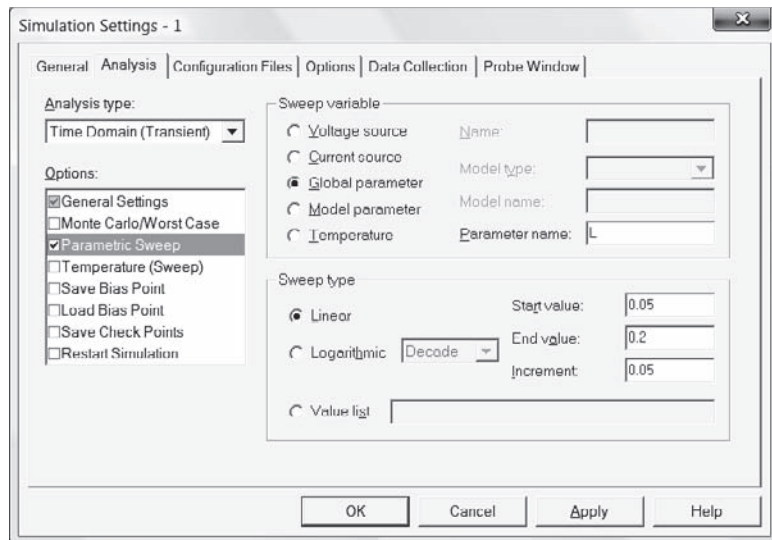 Simulation Settings - 1
General Analysis Configuration Files Options Data Collection Probe Window
Analysis type:
Time Domain (Transient)
Options:
General Settings
Monte Carlo/Worst Case
Parametric Sweep
Temperature (Sweep)
Save Bias Point
Load Bias Point
Save Check Points
Restart Simulation
Sweep variable
Voltage source
Current source
Global parameter
Model parameter
Temperature
Name:
Model type:
Model name:
Parameter name: L
Sweep type
Linear
Logarithmic Decade
Value list
Start value: 0.05
End value: 0.2
Increment: 0.05
OK Cancel Apply Help